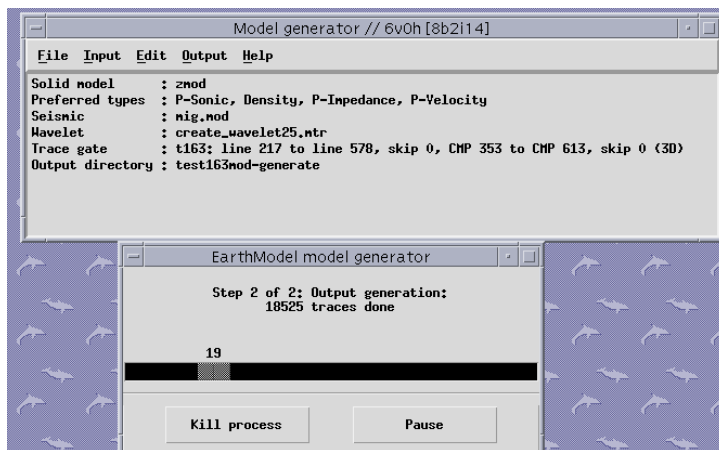 Model generator // 6v0h [8b2i14]
File Input Edit Output Help
Solid model : zmod
Preferred types : P-Sonic, Density, P-Impedance, P-Velocity
Seismic : mig.mod
Wavelet : create_wavelet25.mtr
Trace gate : t163: line 217 to line 578, skip 0, CMP 353 to CMP 613, skip 0 (3D)
Output directory : test163mod-generate
EarthModel model generator
Step 2 of 2: Output generation:
18525 traces done
19
Kill process Pause